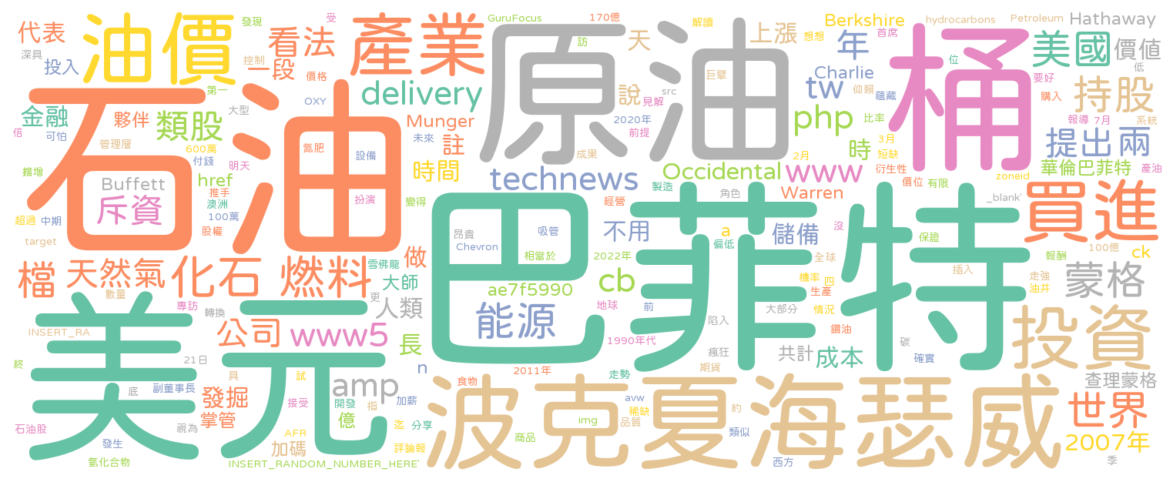 GuruFocus 受 170億 解讀 想想 首席 hydrocarbons Petroleum Hathaway
發現 代表 油價 看法 產業 原油 訪 天 上漲 Berkshire 年 位 美國 價值
深具 投入 控制 一段 價格 巨擘 仰賴 Charlie 桶 要好 低
第一 OXY delivery 說 見解 src tw 蘊藏 購入 持股
倍 金融 大型 夥伴 類股 未來 Munger 註 2020年 前提 php 比率 報導 7月 系統
可怕 600萬 氮肥 設備 成果 時 3月 短缺 提出 兩
石油 管理層 付錢 明天 時間 2月 Occidental www 衍生性 華倫巴菲特 產油
擴增 href 推手 technews 製造 角色 Warren 價位 有限 zoneid
Buffett 斥資 澳洲 扮演 變得 巴菲特 經營 _blank' 買進
超過 中期 100萬 股權 昂貴 吸管 不用 a 偏低 儲備 沒 保證
target 做 Chevron 相當於 2022年 全球 100億 報酬 ck
檔 天然氣 化石 燃料 雪佛龍 大師 cb 機率 四 插入 走強 油井 蒙格
數量 專訪 轉換 更 人類 ae7f5990 地球 前 大部分 生產 情況 鑽油
INSERT_RA 美元 公司 www5 長 能源 1990年代 陷入 瘋狂 共計 成本 碳 確實 投資
終 21日 n 2011年 走勢 期貨 查理蒙格
副董事長 底 具 試 amp 加薪 食物 波克夏海瑟威
發掘 視為 接受 開發 指 avw 稀缺 約 世界
石油股 掌管 億 迄 分享 img 品質 類似 2007年
發生 加碼 AFR 評論報 商品 季
氫化合物 INSERT_RANDOM_NUMBER_HERE' 西方